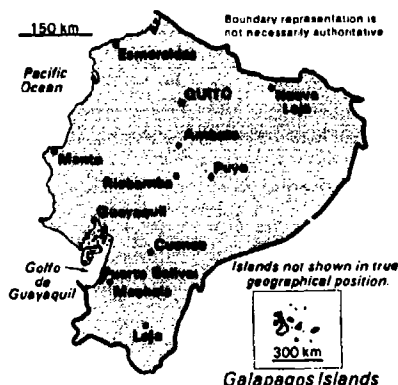 150 km
Boundary representation is
not necessarily authoritative
Esmeraldas
Pacific
Ocean
QUITO
Nueva
Loja
Ambato
Manta
Riobamba
Puyo
Guayaquil
Cuenca
Golfo
de
Guayaquil
Puerto Bolívar
Machala
Islands not shown in true
geographical position.
Loja
300 km
Galapagos Islands